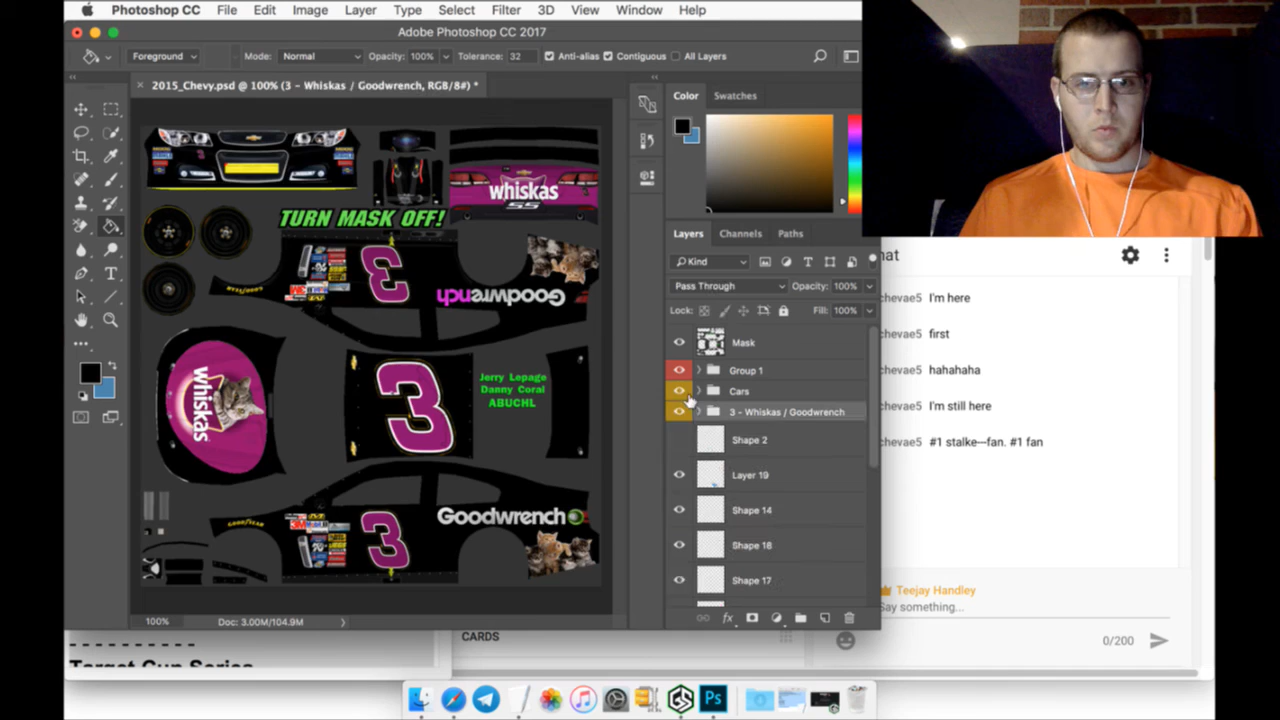 Photoshop CC File Edit Image Layer Type Select Filter 3D View Window Help
Adobe Photoshop CC 2017
Foreground Mode: Normal Opacity: 100% Tolerance: 32 Anti-alias Contiguous All Layers
2015_Chevy.psd @ 100% (3 - Whiskas / Goodwrench, RGB/8#) *
Color Swatches
whiskas
55
TURN MASK OFF!
3
Goodwrench
whiskas
3
Jerry Lepage
Danny Coral
ABUCHL
GOODYEAR
3M
3
Goodwrench
Layers Channels Paths
Kind
Pass Through Opacity: 100%
Lock: Fill: 100%
Mask
Group 1
Cars
3 - Whiskas / Goodwrench
Shape 2
Layer 19
Shape 14
Shape 18
Shape 17
100% Doc: 3.00M/104.9M
hat
chevae5 I'm here
chevae5 first
chevae5 hahahaha
chevae5 I'm still here
chevae5 #1 stalke---fan. #1 fan
Teejay Handley
Say something...
0/200
CARDS
- - - - - - - - - -
Target Cup Series
Ps